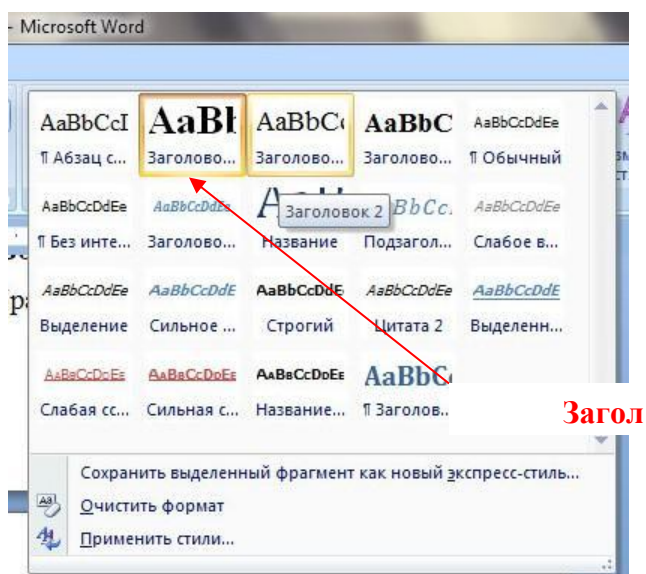 - Microsoft Word
AaBbCcI AaBb AaBbC AaBbC AaBbCcDdEe
¶ Абзац с... Заголово... Заголово... Заголово... ¶ Обычный
AaBbCcDdEe AaBbCcDdEe Заголовок 2 BbCc. AaBbCcDdEe
¶ Без инте... Заголово... Название Подзагол... Слабое в...
AaBbCcDdEe AaBbCcDdE AaBbCcDdE AaBbCcDdEe AaBbCcDdE
Выделение Сильное ... Строгий Цитата 2 Выделенн...
AaBbCcDdEe AaBbCcDdEe AaBbCcDdEe AaBbC
Слабая сс... Сильная с... Название... ¶ Заголов..
Загол
Сохранить выделенный фрагмент как новый экспресс-стиль...
Очистить формат
Применить стили...